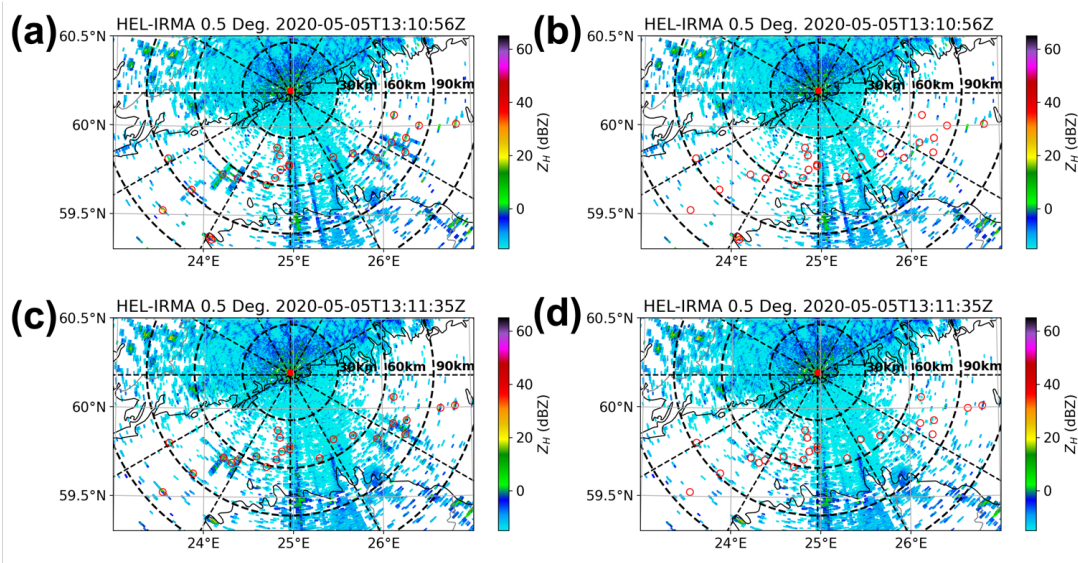 (a)
HEL-IRMA 0.5 Deg. 2020-05-05T13:10:56Z
60.5°N
60°N
59.5°N
24°E
25°E
26°E
30km
60km
90km
60
40
20
0
Z_H (dBZ)
(b)
HEL-IRMA 0.5 Deg. 2020-05-05T13:10:56Z
60.5°N
60°N
59.5°N
24°E
25°E
26°E
30km
60km
90km
60
40
20
0
Z_H (dBZ)
(c)
HEL-IRMA 0.5 Deg. 2020-05-05T13:11:35Z
60.5°N
60°N
59.5°N
24°E
25°E
26°E
30km
60km
90km
60
40
20
0
Z_H (dBZ)
(d)
HEL-IRMA 0.5 Deg. 2020-05-05T13:11:35Z
60.5°N
60°N
59.5°N
24°E
25°E
26°E
30km
60km
90km
60
40
20
0
Z_H (dBZ)